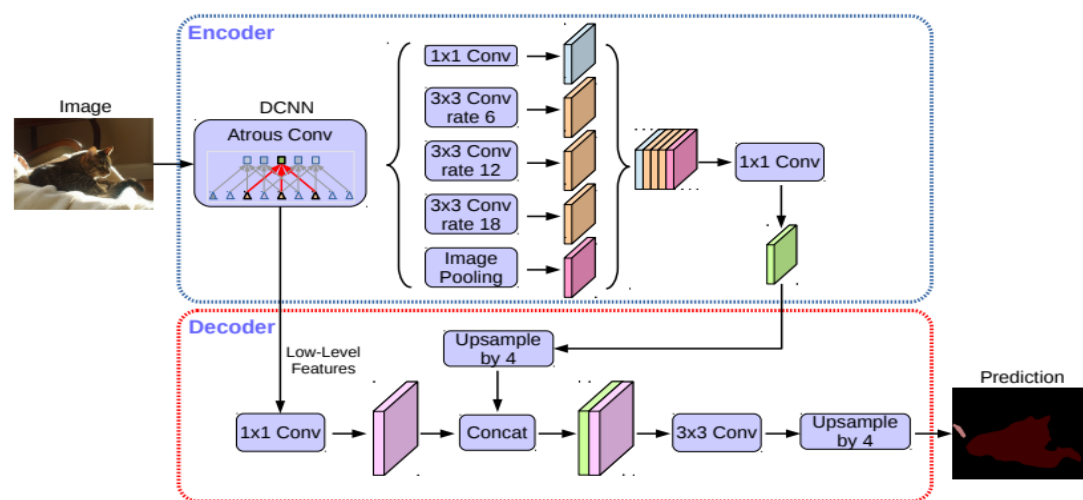 Encoder
Image
DCNN
Atrous Conv
1x1 Conv
3x3 Conv
rate 6
3x3 Conv
rate 12
3x3 Conv
rate 18
Image
Pooling
1x1 Conv
Decoder
Low-Level
Features
Upsample
by 4
1x1 Conv
Concat
3x3 Conv
Upsample
by 4
Prediction